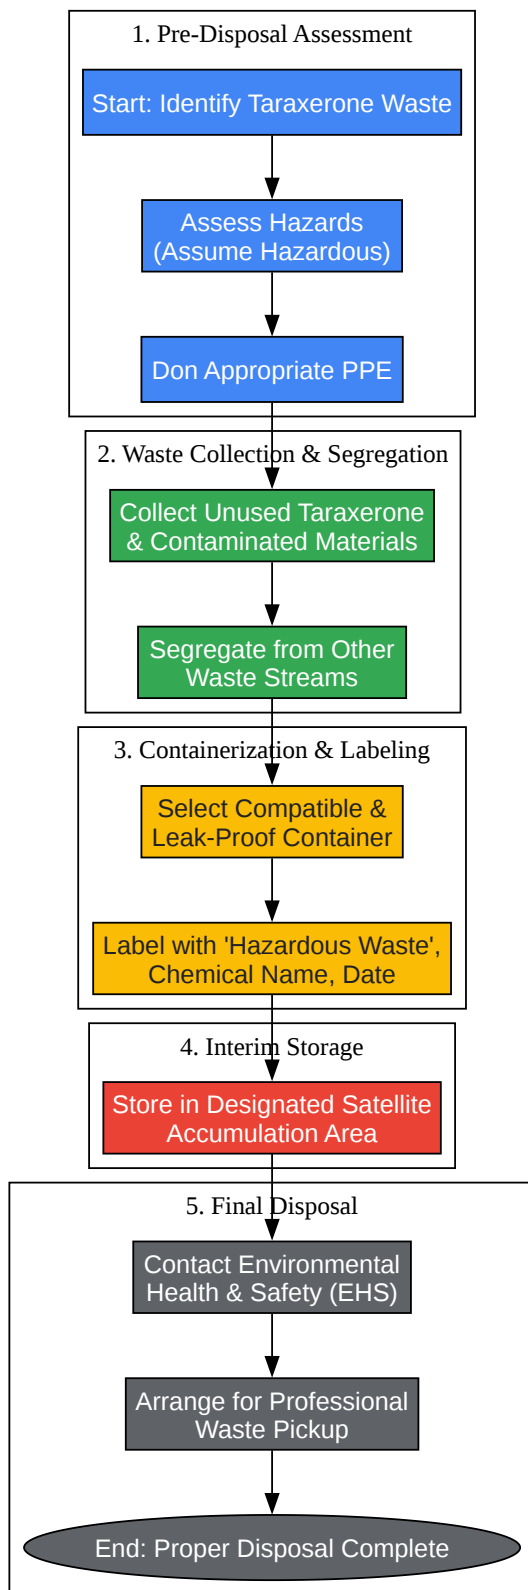 1. Pre-Disposal Assessment
Start: Identify Taraxerone Waste
Assess Hazards
(Assume Hazardous)
Don Appropriate PPE
2. Waste Collection & Segregation
Collect Unused Taraxerone
& Contaminated Materials
Segregate from Other
Waste Streams
3. Containerization & Labeling
Select Compatible &
Leak-Proof Container
Label with 'Hazardous Waste',
Chemical Name, Date
4. Interim Storage
Store in Designated Satellite
Accumulation Area
5. Final Disposal
Contact Environmental
Health & Safety (EHS)
Arrange for Professional
Waste Pickup
End: Proper Disposal Complete